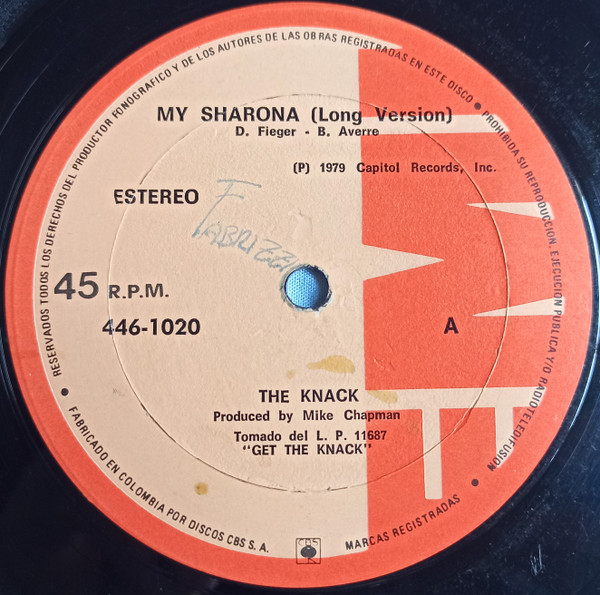 RESERVADOS TODOS LOS DERECHOS DEL PRODUCTOR FONOGRAFICO Y DE LOS AUTORES DE LAS OBRAS REGISTRADAS EN ESTE DISCO • PROHIBIDA SU REPRODUCCION, EJECUCION PUBLICA Y/O RADIOTELEDIFUSION.
MY SHARONA (Long Version)
D. Fieger - B. Averre
(P) 1979 Capitol Records, Inc.
ESTEREO
FABRIZZI
45 R.P.M.
446-1020
A
THE KNACK
Produced by Mike Chapman
Tomado del L. P. 11687
"GET THE KNACK"
• FABRICADO EN COLOMBIA POR DISCOS CBS S. A.
CBS
MARCAS REGISTRADAS •
EMI